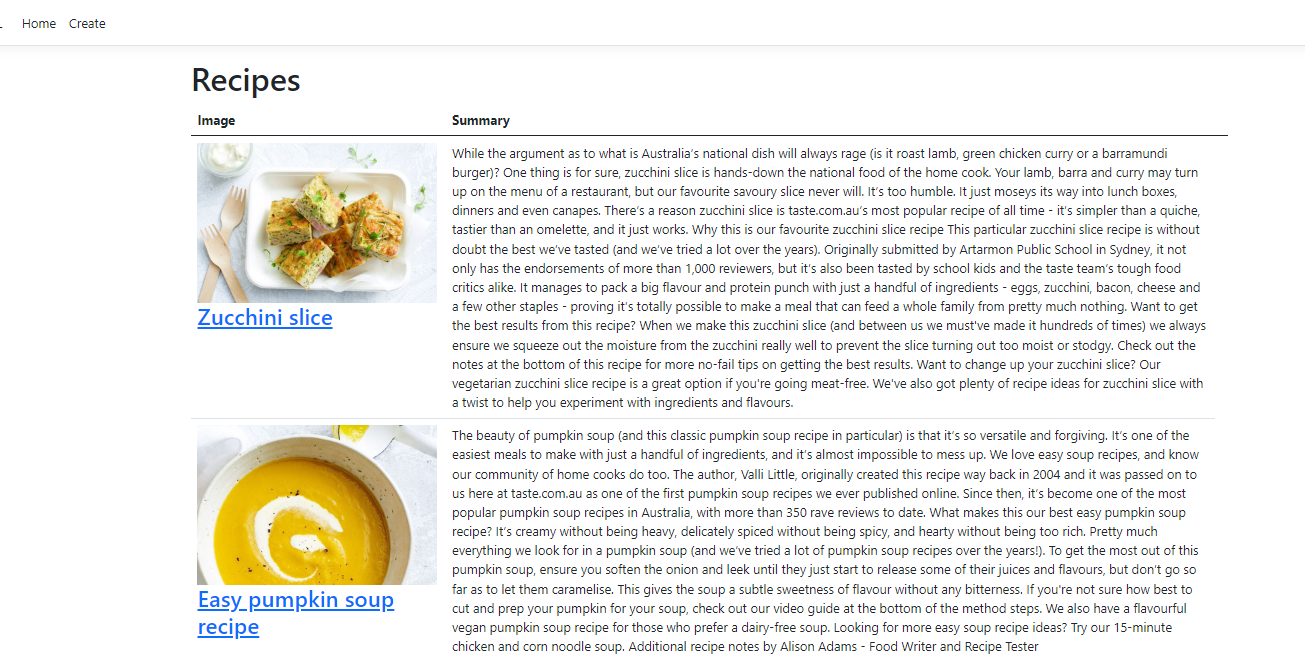 Home Create
Recipes
Image Summary
While the argument as to what is Australia's national dish will always rage (is it roast lamb, green chicken curry or a barramundi
burger)? One thing is for sure, zucchini slice is hands-down the national food of the home cook. Your lamb, barra and curry may turn
up on the menu of a restaurant, but our favourite savoury slice never will. It's too humble. It just moseys its way into lunch boxes,
dinners and even canapes. There's a reason zucchini slice is taste.com.au's most popular recipe of all time - it's simpler than a quiche,
tastier than an omelette, and it just works. Why this is our favourite zucchini slice recipe This particular zucchini slice recipe is without
doubt the best we've tasted (and we've tried a lot over the years). Originally submitted by Artarmon Public School in Sydney, it not
only has the endorsements of more than 1,000 reviewers, but it's also been tasted by school kids and the taste team's tough food
critics alike. It manages to pack a big flavour and protein punch with just a handful of ingredients - eggs, zucchini, bacon, cheese and
a few other staples - proving it's totally possible to make a meal that can feed a whole family from pretty much nothing. Want to get
the best results from this recipe? When we make this zucchini slice (and between us we must've made it hundreds of times) we always
ensure we squeeze out the moisture from the zucchini really well to prevent the slice turning out too moist or stodgy. Check out the
notes at the bottom of this recipe for more no-fail tips on getting the best results. Want to change up your zucchini slice? Our
vegetarian zucchini slice recipe is a great option if you're going meat-free. We've also got plenty of recipe ideas for zucchini slice with
a twist to help you experiment with ingredients and flavours.
Zucchini slice
The beauty of pumpkin soup (and this classic pumpkin soup recipe in particular) is that it's so versatile and forgiving. It's one of the
easiest meals to make with just a handful of ingredients, and it's almost impossible to mess up. We love easy soup recipes, and know
our community of home cooks do too. The author, Valli Little, originally created this recipe way back in 2004 and it was passed on to
us here at taste.com.au as one of the first pumpkin soup recipes we ever published online. Since then, it's become one of the most
popular pumpkin soup recipes in Australia, with more than 350 rave reviews to date. What makes this our best easy pumpkin soup
recipe? It's creamy without being heavy, delicately spiced without being spicy, and hearty without being too rich. Pretty much
everything we look for in a pumpkin soup (and we've tried a lot of pumpkin soup recipes over the years!). To get the most out of this
pumpkin soup, ensure you soften the onion and leek until they just start to release some of their juices and flavours, but don't go so
far as to let them caramelise. This gives the soup a subtle sweetness of flavour without any bitterness. If you're not sure how best to
cut and prep your pumpkin for your soup, check out our video guide at the bottom of the method steps. We also have a flavourful
vegan pumpkin soup recipe for those who prefer a dairy-free soup. Looking for more easy soup recipe ideas? Try our 15-minute
chicken and corn noodle soup. Additional recipe notes by Alison Adams - Food Writer and Recipe Tester
Easy pumpkin soup
recipe